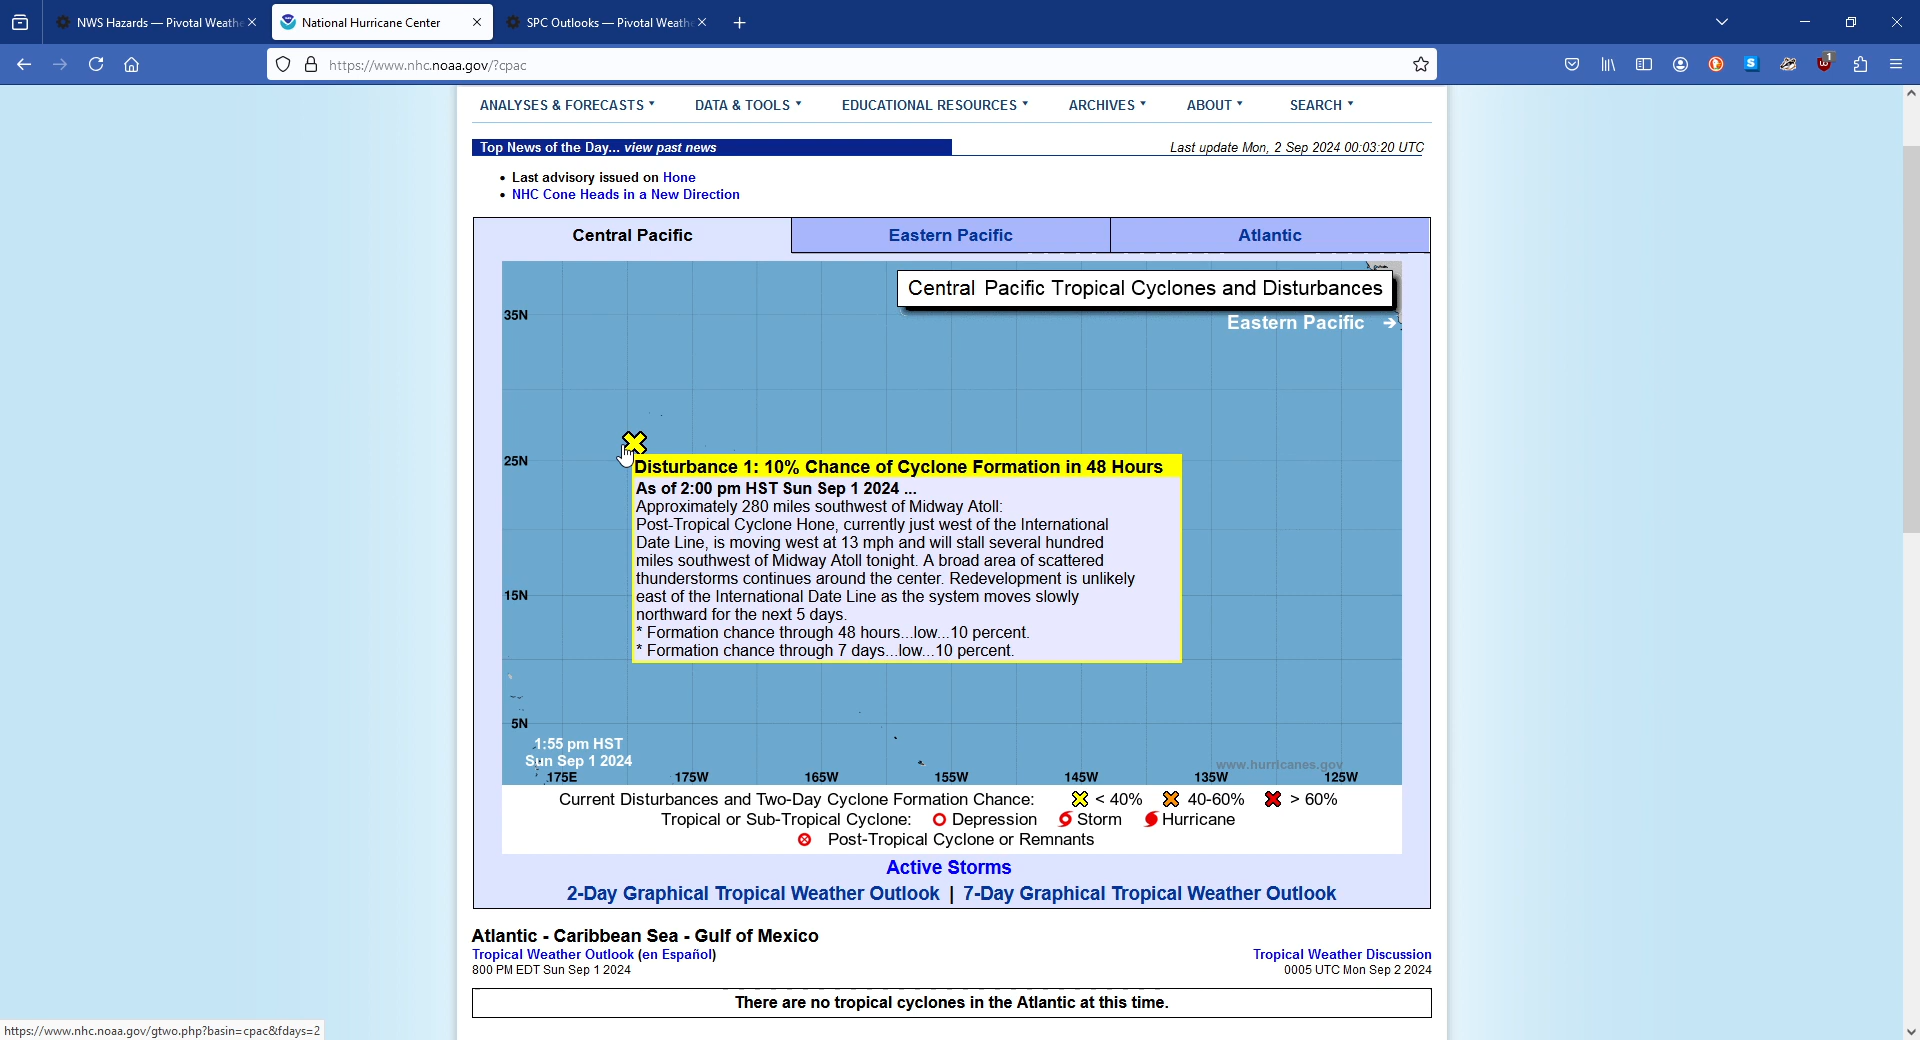 NWS Hazards — Pivotal Weathe
National Hurricane Center
SPC Outlooks — Pivotal Weath
https://www.nhc.noaa.gov/?cpac
S
1
ANALYSES & FORECASTS
DATA & TOOLS
EDUCATIONAL RESOURCES
ARCHIVES
ABOUT
SEARCH
Top News of the Day... view past news
Last update Mon, 2 Sep 2024 00:03:20 UTC
• Last advisory issued on Hone
• NHC Cone Heads in a New Direction
Central Pacific
Eastern Pacific
Atlantic
Central Pacific Tropical Cyclones and Disturbances
35N
Eastern Pacific →
25N
Disturbance 1: 10% Chance of Cyclone Formation in 48 Hours
As of 2:00 pm HST Sun Sep 1 2024 ...
Approximately 280 miles southwest of Midway Atoll:
Post-Tropical Cyclone Hone, currently just west of the International
Date Line, is moving west at 13 mph and will stall several hundred
miles southwest of Midway Atoll tonight. A broad area of scattered
thunderstorms continues around the center. Redevelopment is unlikely
15N
east of the International Date Line as the system moves slowly
northward for the next 5 days.
* Formation chance through 48 hours...low...10 percent.
* Formation chance through 7 days...low...10 percent.
5N
1:55 pm HST
Sun Sep 1 2024
www.hurricanes.gov
175E 175W 165W 155W 145W 135W 125W
Current Disturbances and Two-Day Cyclone Formation Chance: < 40% 40-60% > 60%
Tropical or Sub-Tropical Cyclone: Depression Storm Hurricane
Post-Tropical Cyclone or Remnants
Active Storms
2-Day Graphical Tropical Weather Outlook | 7-Day Graphical Tropical Weather Outlook
Atlantic - Caribbean Sea - Gulf of Mexico
Tropical Weather Outlook (en Español)
Tropical Weather Discussion
800 PM EDT Sun Sep 1 2024
0005 UTC Mon Sep 2 2024
There are no tropical cyclones in the Atlantic at this time.
https://www.nhc.noaa.gov/gtwo.php?basin=cpac&fdays=2